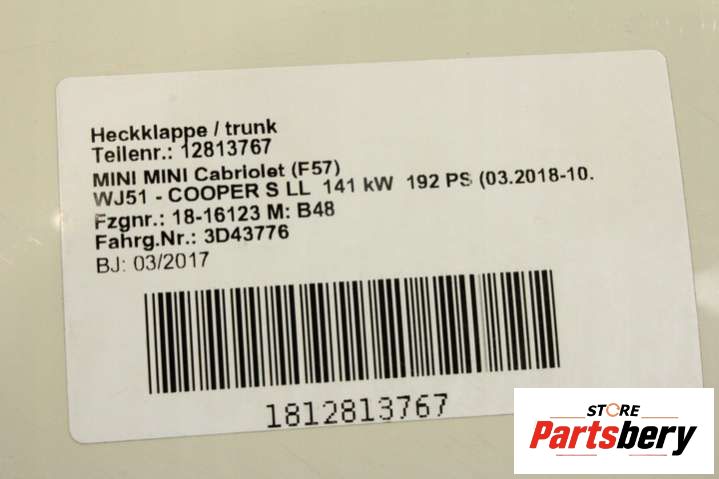 Heckklappe / trunk
Teilenr.: 12813767
MINI MINI Cabriolet (F57)
WJ51 - COOPER S LL 141 kW 192 PS (03.2018-10.
Fzgnr.: 18-16123 M: B48
Fahrg.Nr.: 3D43776
BJ: 03/2017
1812813767
STORE
Partsbery